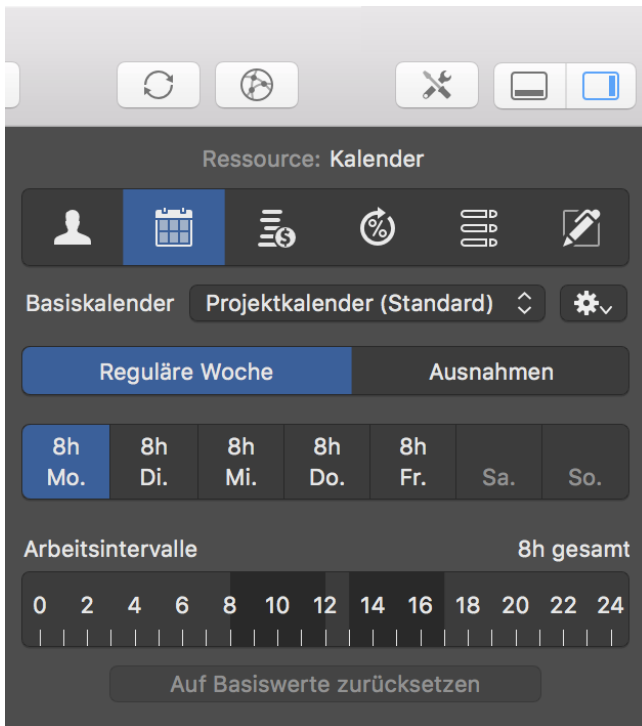 Ressource: Kalender
Basiskalender Projektkalender (Standard)
Reguläre Woche Ausnahmen
8h 8h 8h 8h 8h
Mo. Di. Mi. Do. Fr. Sa. So.
Arbeitsintervalle 8h gesamt
0 2 4 6 8 10 12 14 16 18 20 22 24
Auf Basiswerte zurücksetzen